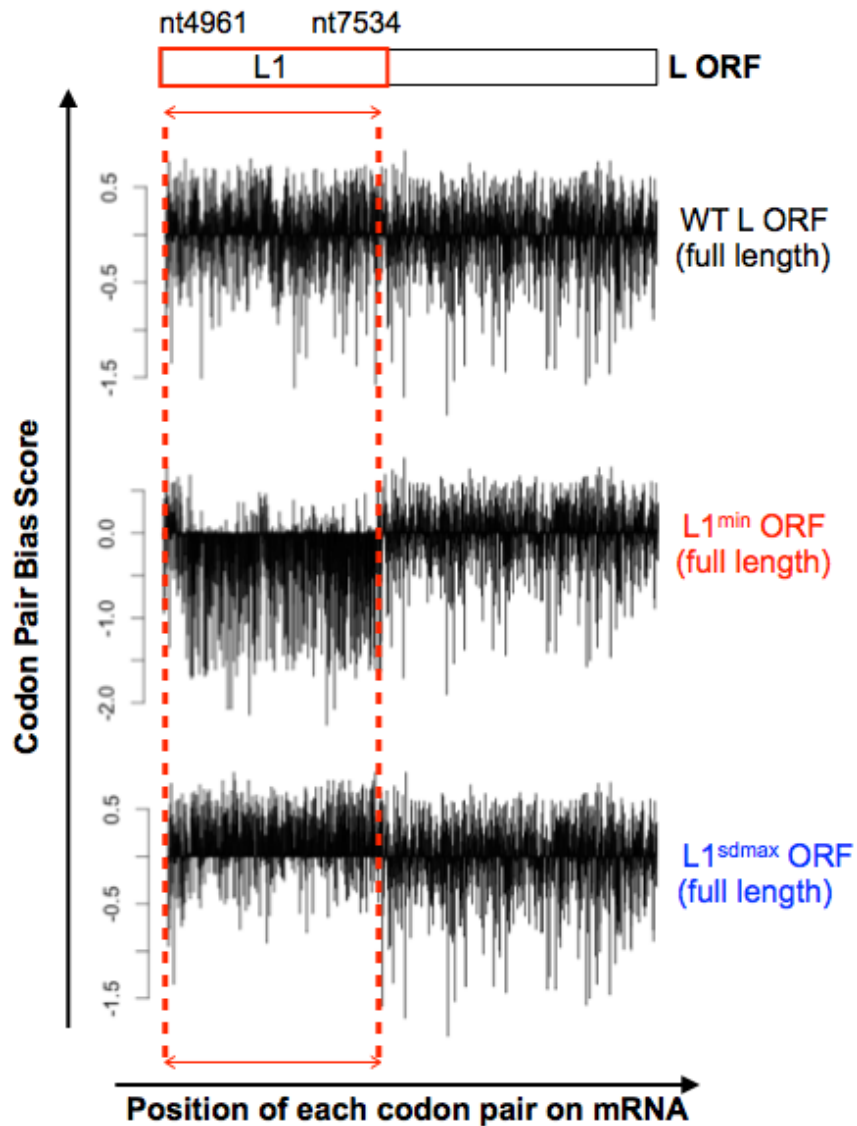 nt4961 nt7534
L1 L ORF
Codon Pair Bias Score
0.5
-0.5
-1.5
WT L ORF
(full length)
0.0
-1.0
-2.0
L1min ORF
(full length)
0.5
-0.5
-1.5
L1sdmax ORF
(full length)
Position of each codon pair on mRNA